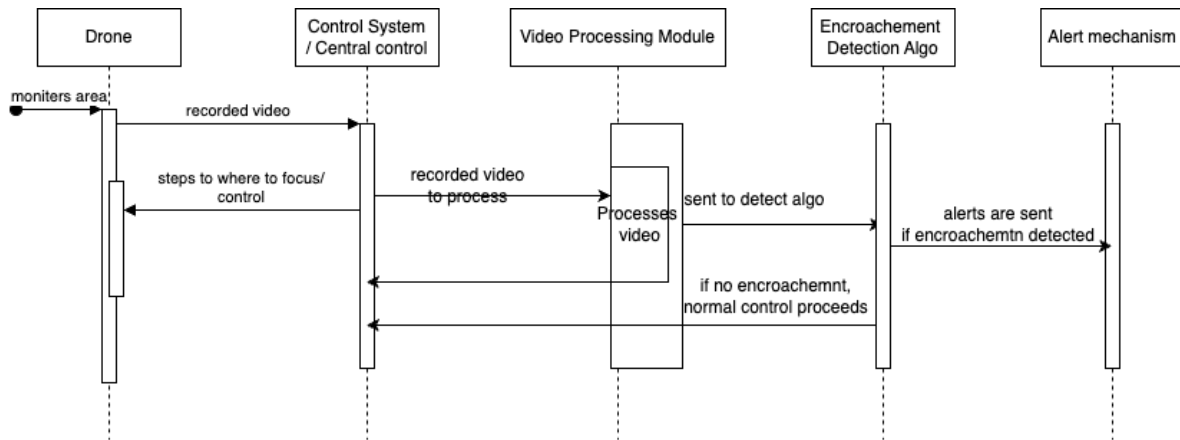 Drone
Control System
/ Central control
Video Processing Module
Encroachement
Detection Algo
Alert mechanism
moniters area
recorded video
steps to where to focus/
control
recorded video
to process
Processes
video
sent to detect algo
alerts are sent
if encroachemtn detected
if no encroachemnt,
normal control proceeds